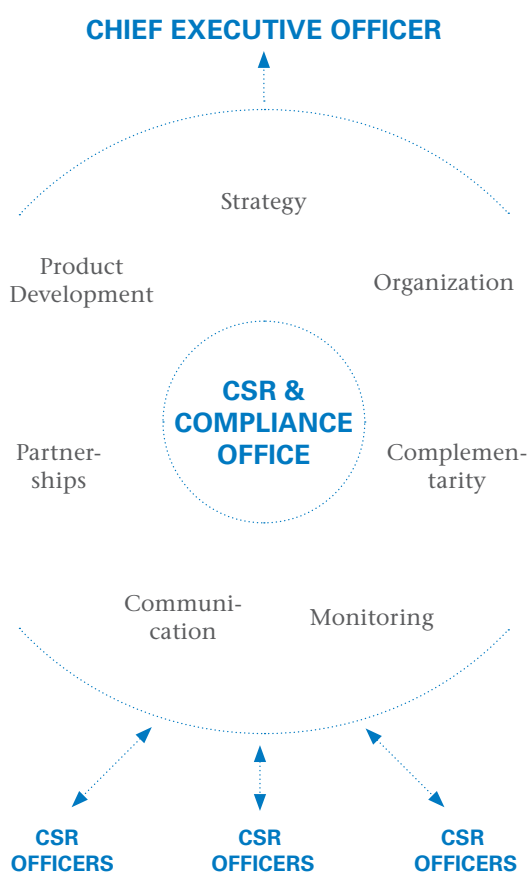 CHIEF EXECUTIVE OFFICER
Strategy
Product
Development
Organization
CSR &
COMPLIANCE
OFFICE
Partner-
ships
Complemen-
tarity
Communi-
cation
Monitoring
CSR
OFFICERS
CSR
OFFICERS
CSR
OFFICERS